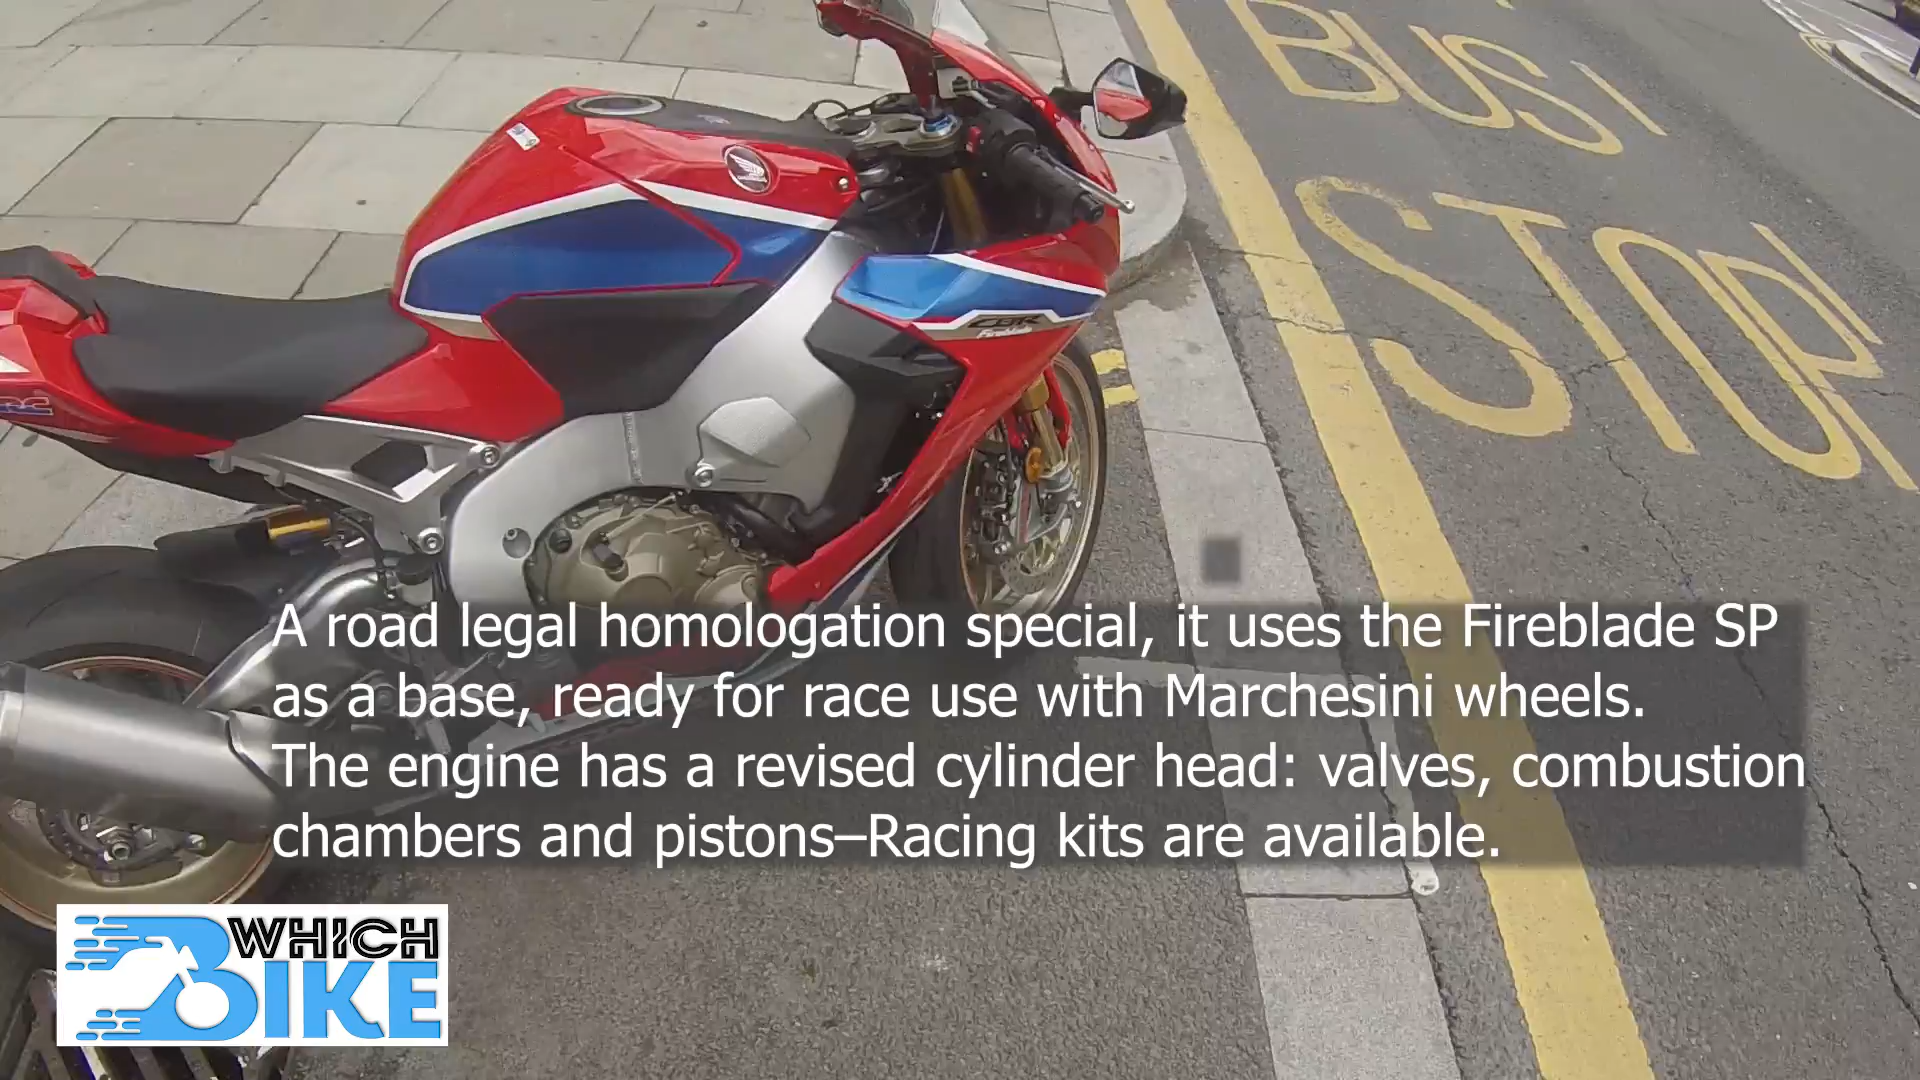 BUS
STOP
HONDA
CBR
Fireblade
HRC
A road legal homologation special, it uses the Fireblade SP
as a base, ready for race use with Marchesini wheels.
The engine has a revised cylinder head: valves, combustion
chambers and pistons–Racing kits are available.
WHICH
BIKE